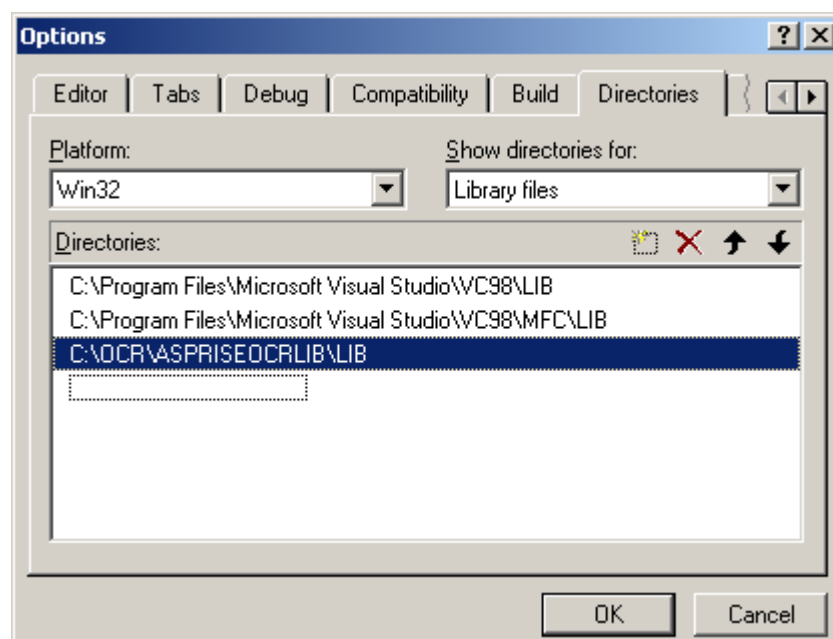 Options
Editor Tabs Debug Compatibility Build Directories
Platform: Show directories for:
Win32 Library files
Directories:
C:\Program Files\Microsoft Visual Studio\VC98\LIB
C:\Program Files\Microsoft Visual Studio\VC98\MFC\LIB
C:\OCR\ASPRISEOCRLIB\LIB
OK Cancel